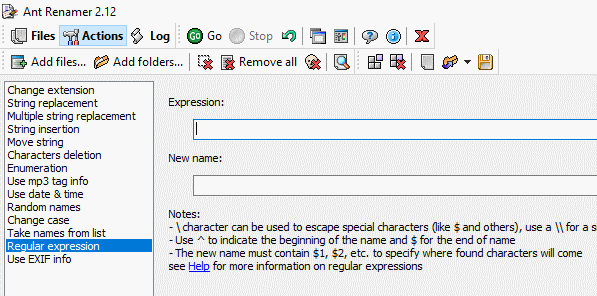 Ant Renamer 2.12
Files Actions Log Go Stop
Add files... Add folders... Remove all
Change extension
String replacement
Multiple string replacement
String insertion
Move string
Characters deletion
Enumeration
Use mp3 tag info
Use date & time
Random names
Change case
Take names from list
Regular expression
Use EXIF info
Expression:
New name:
Notes:
- \ character can be used to escape special characters (like $ and others), use a \\ for a s
- Use ^ to indicate the beginning of the name and $ for the end of name
- The new name must contain $1, $2, etc. to specify where found characters will come
see Help for more information on regular expressions